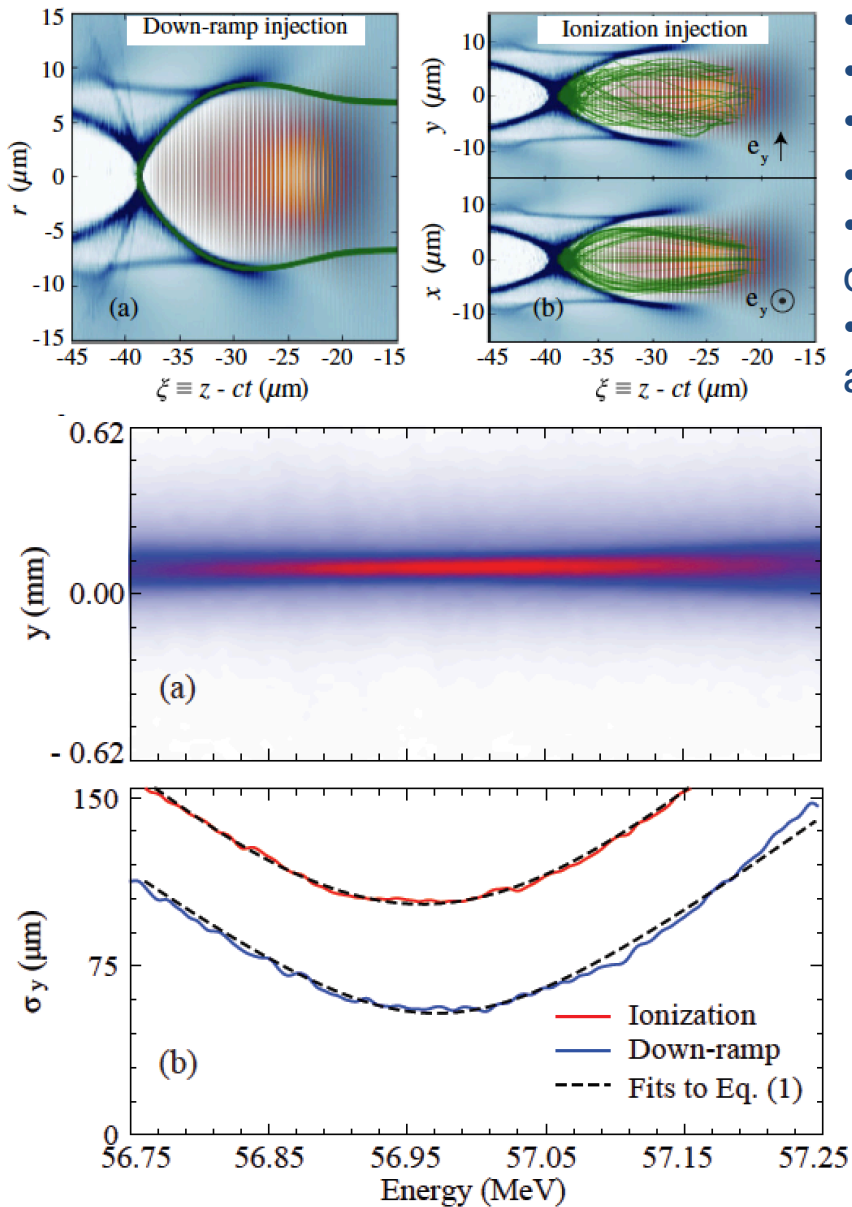 Down-ramp injection
15
10
5
0
-5
-10
-15
r (μm)
(a)
-45 -40 -35 -30 -25 -20 -15
ξ ≡ z - ct (μm)
Ionization injection
10
0
-10
y (μm)
e_y
10
0
-10
x (μm)
(b)
e_y
-45 -40 -35 -30 -25 -20 -15
ξ ≡ z - ct (μm)
•
•
•
•
•
•
a
0.62
0.00
- 0.62
y (mm)
(a)
150
75
0
σ_y (μm)
(b)
Ionization
Down-ramp
Fits to Eq. (1)
56.75 56.85 56.95 57.05 57.15 57.25
Energy (MeV)